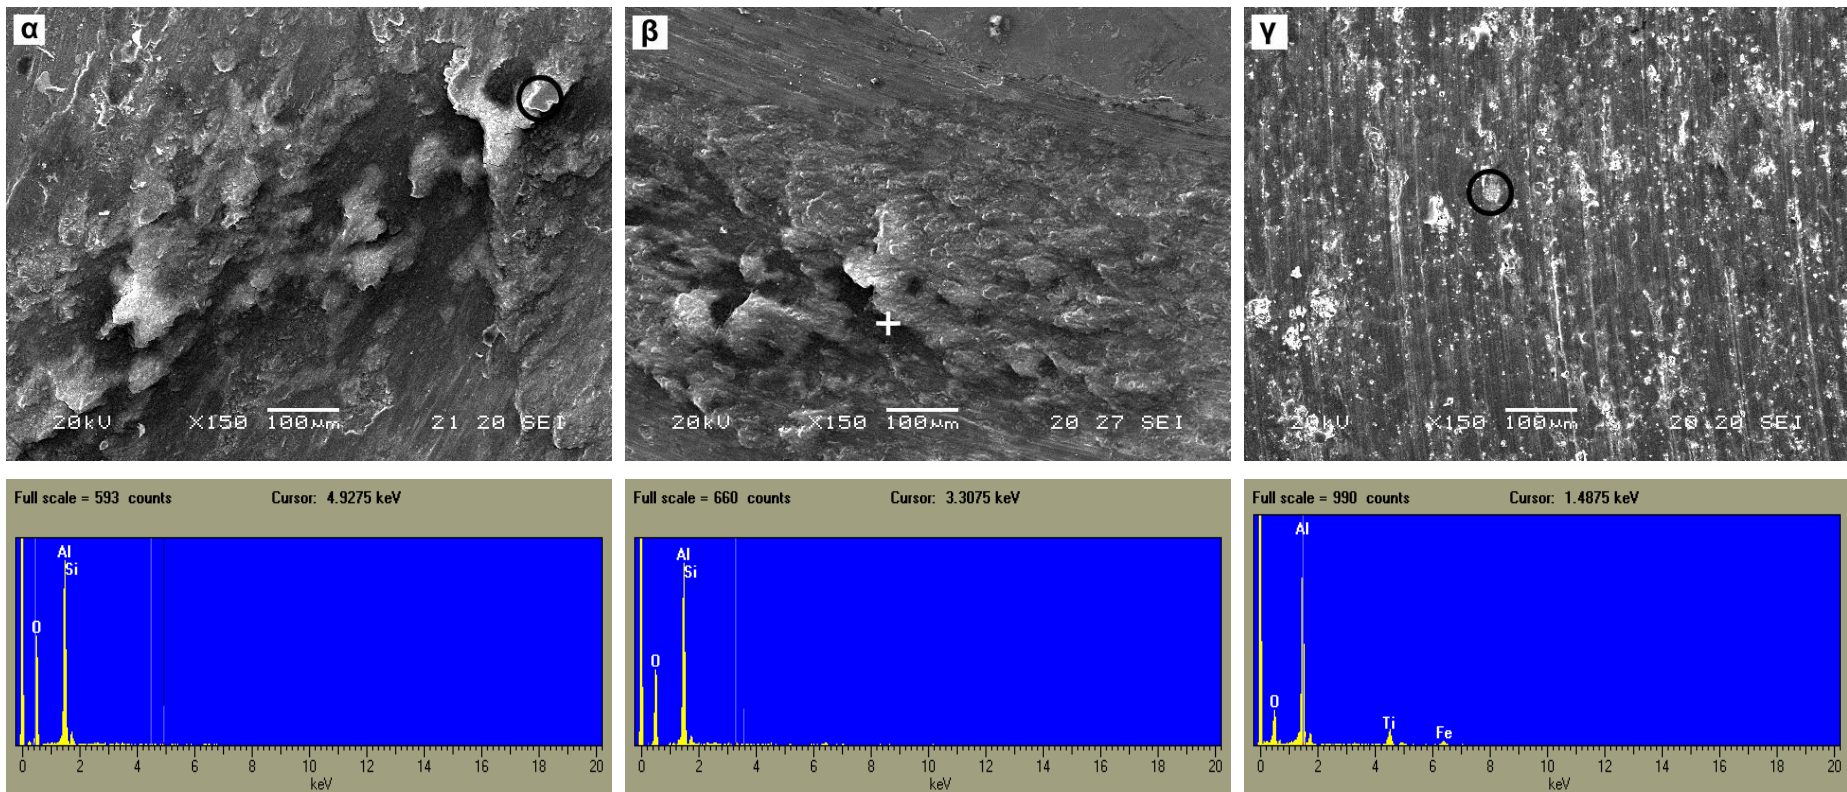 α
20kV X150 100μm 21 20 SEI
β
20kV X150 100μm 20 27 SEI
γ
20kV X150 100μm 20 20 SEI
Full scale = 593 counts Cursor: 4.9275 keV
Al
Si
O
0 2 4 6 8 10 12 14 16 18 20
keV
Full scale = 660 counts Cursor: 3.3075 keV
Al
Si
O
0 2 4 6 8 10 12 14 16 18 20
keV
Full scale = 990 counts Cursor: 1.4875 keV
Al
O
Ti
Fe
0 2 4 6 8 10 12 14 16 18 20
keV